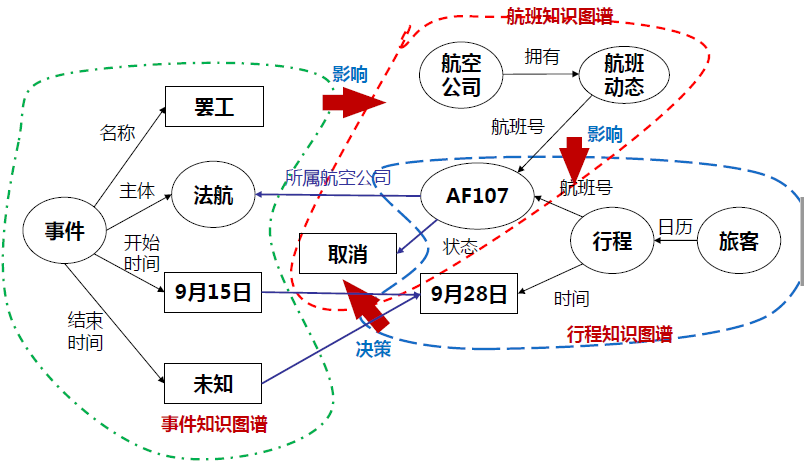 航班知识图谱
航空
公司
拥有
航班
动态
影响
罢工
名称
航班号
影响
主体
法航
所属航空公司
AF107
航班号
事件
开始
时间
取消
状态
行程
日历
旅客
9月15日
9月28日
时间
结束
时间
决策
行程知识图谱
未知
事件知识图谱